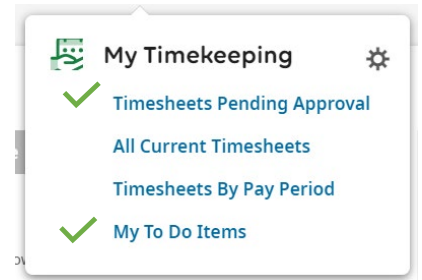 My Timekeeping
Timesheets Pending Approval
All Current Timesheets
Timesheets By Pay Period
My To Do Items